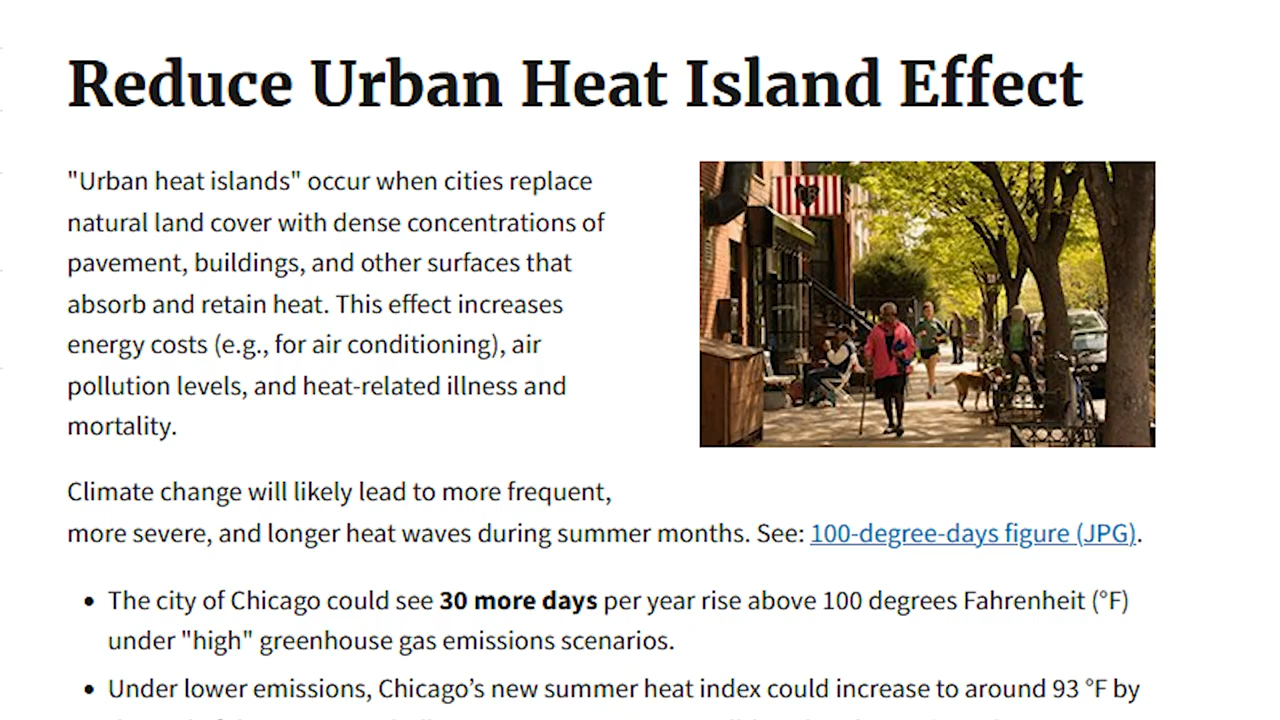 Reduce Urban Heat Island Effect
"Urban heat islands" occur when cities replace
natural land cover with dense concentrations of
pavement, buildings, and other surfaces that
absorb and retain heat. This effect increases
energy costs (e.g., for air conditioning), air
pollution levels, and heat-related illness and
mortality.
Climate change will likely lead to more frequent,
more severe, and longer heat waves during summer months. See: 100-degree-days figure (JPG).
• The city of Chicago could see 30 more days per year rise above 100 degrees Fahrenheit (°F)
under "high" greenhouse gas emissions scenarios.
• Under lower emissions, Chicago’s new summer heat index could increase to around 93 °F by